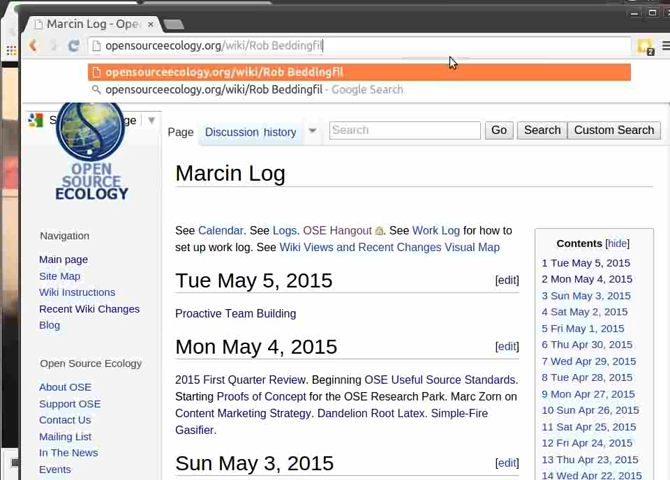 Marcin Log - Open
opensourceecology.org/wiki/Rob Beddingfil
opensourceecology.org/wiki/Rob Beddingfil
opensourceecology.org/wiki/Rob Beddingfil - Google Search
OPEN
SOURCE
ECOLOGY
Page Discussion history Search Go Search Custom Search
Marcin Log
See Calendar. See Logs. OSE Hangout. See Work Log for how to
set up work log. See Wiki Views and Recent Changes Visual Map
Tue May 5, 2015 [edit]
Proactive Team Building
Mon May 4, 2015 [edit]
2015 First Quarter Review. Beginning OSE Useful Source Standards.
Starting Proofs of Concept for the OSE Research Park. Marc Zorn on
Content Marketing Strategy. Dandelion Root Latex. Simple-Fire
Gasifier.
Sun May 3, 2015 [edit]
Navigation
Main page
Site Map
Wiki Instructions
Recent Wiki Changes
Blog
Open Source Ecology
About OSE
Support OSE
Contact Us
Mailing List
In The News
Events
Contents [hide]
1 Tue May 5, 2015
2 Mon May 4, 2015
3 Sun May 3, 2015
4 Sat May 2, 2015
5 Fri May 1, 2015
6 Thu Apr 30, 2015
7 Wed Apr 29, 2015
8 Tue Apr 28, 2015
9 Mon Apr 27, 2015
10 Sun Apr 26, 2015
11 Sat Apr 25, 2015
12 Fri Apr 24, 2015
13 Thu Apr 23, 2015
14 Wed Apr 22, 2015